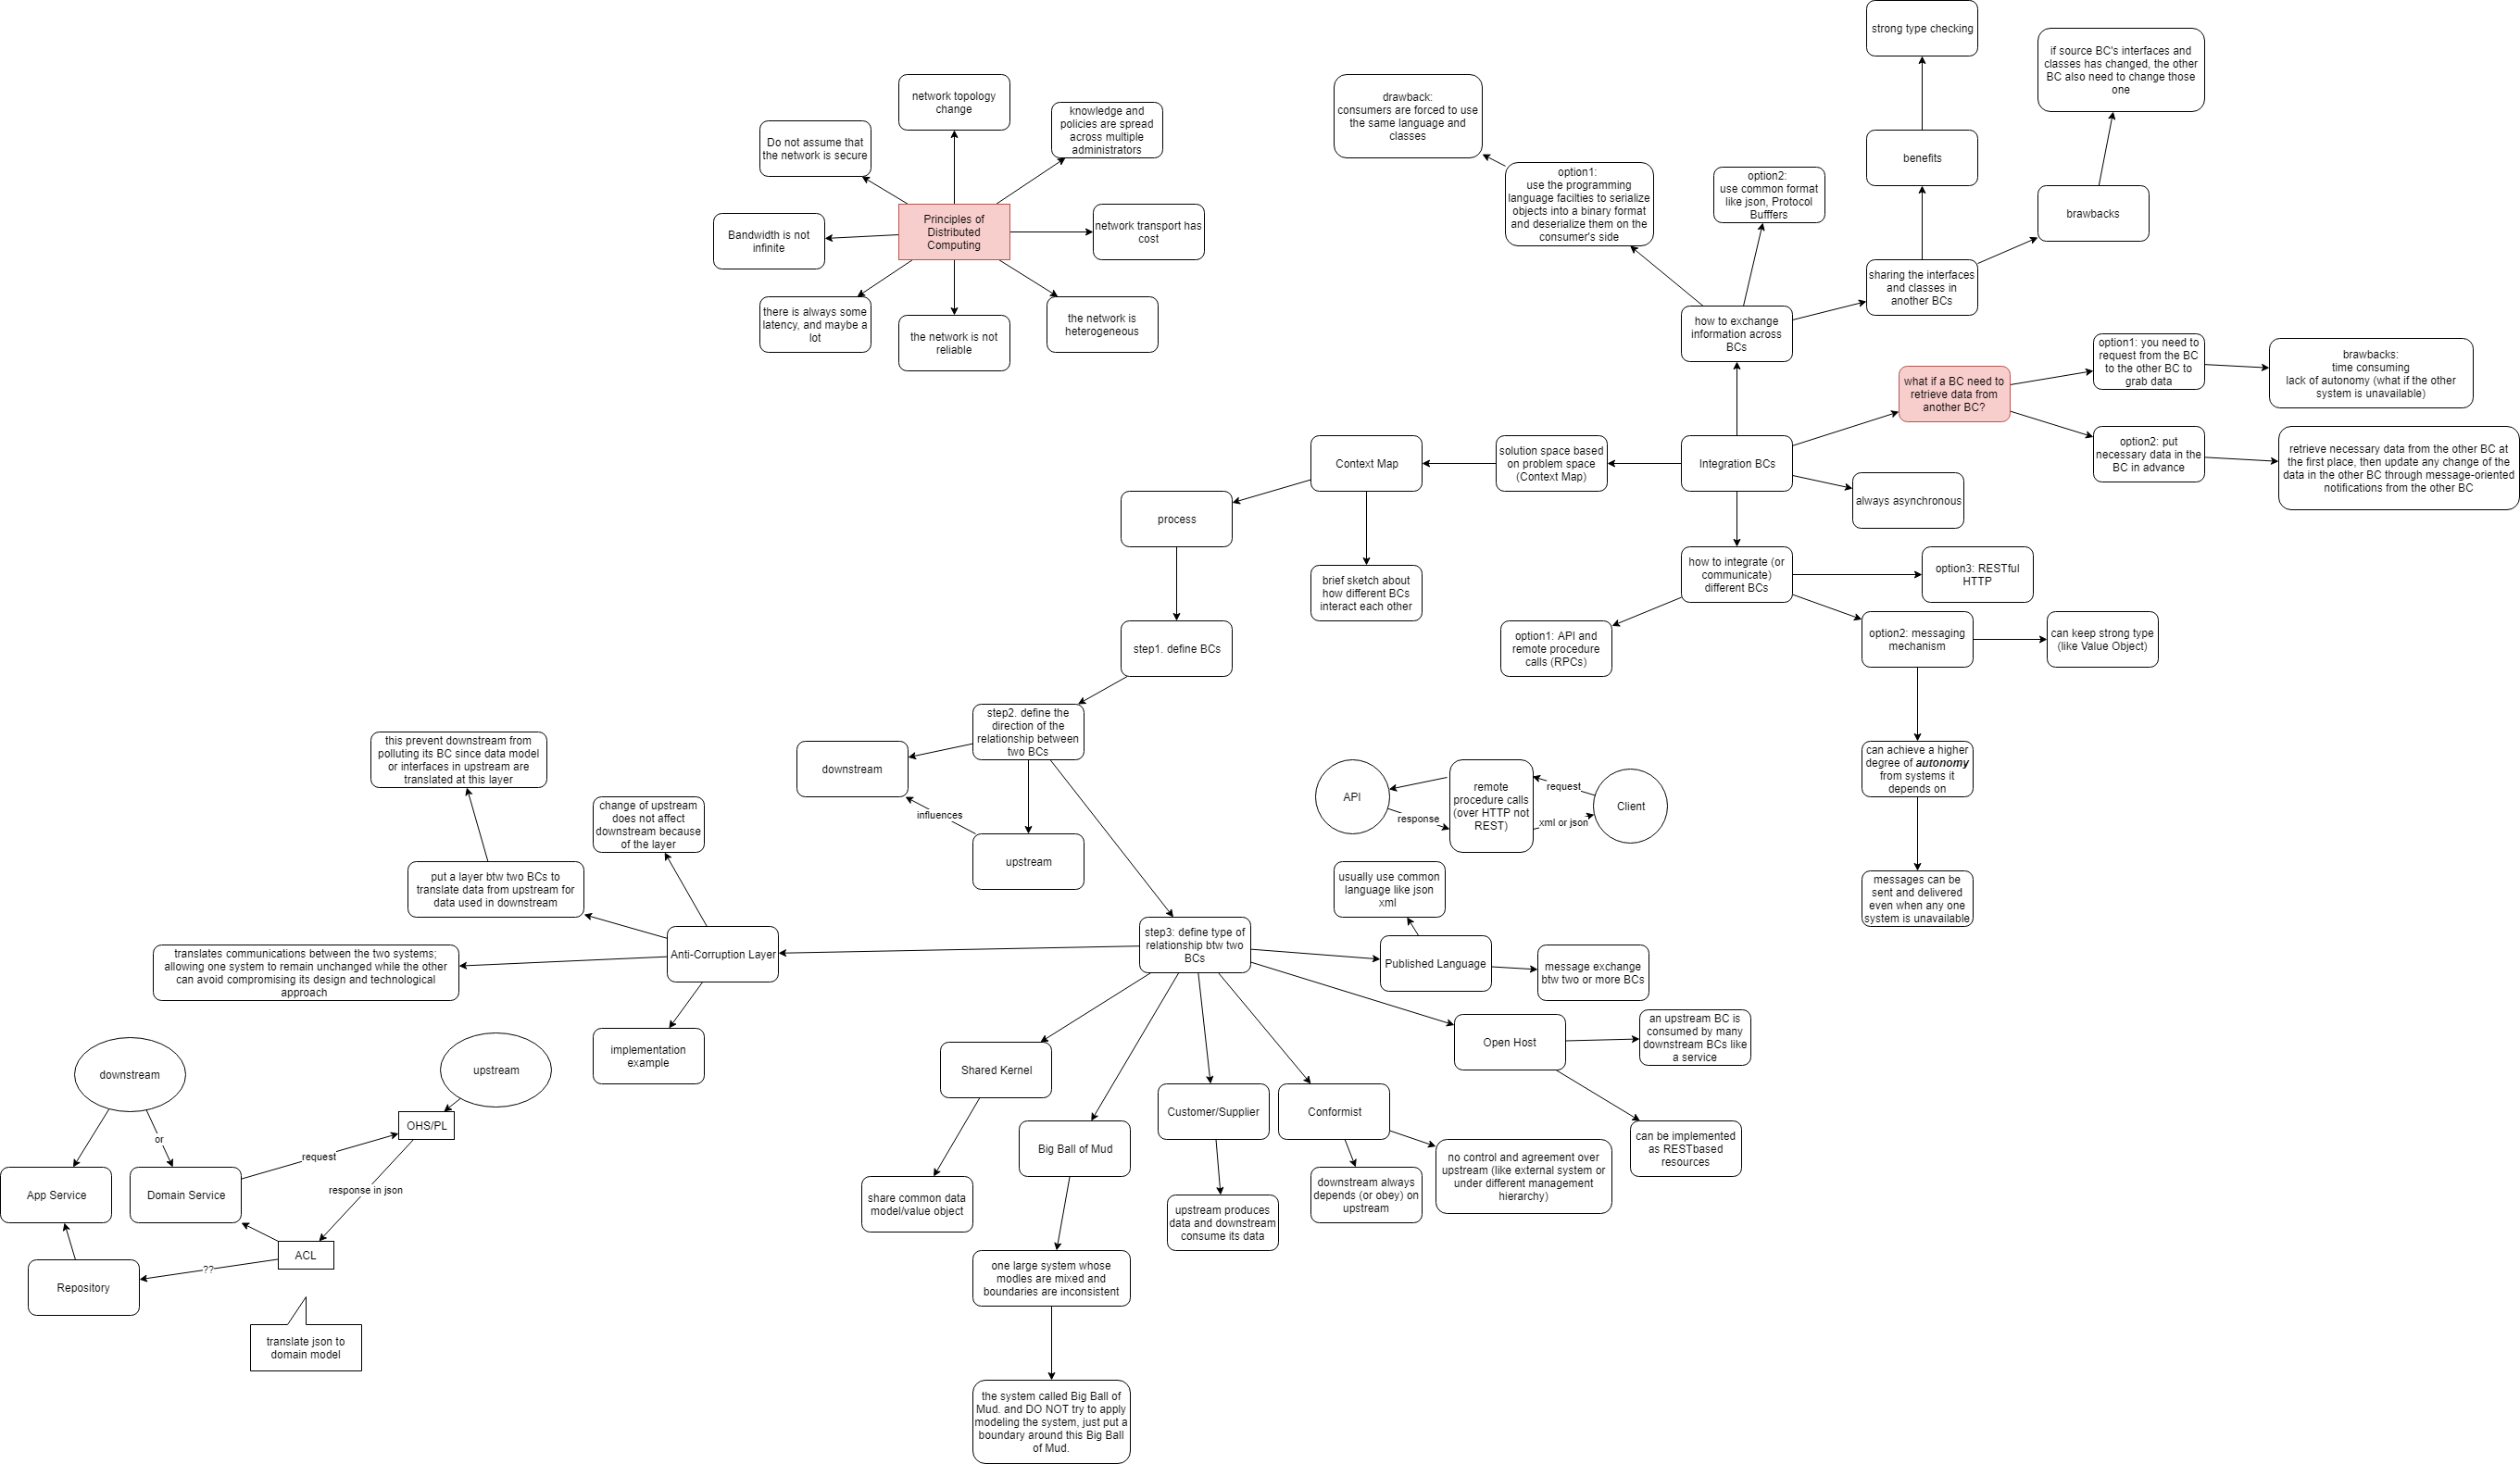 strong type checking
if source BC's interfaces and
classes has changed, the other
BC also need to change those
one
benefits
brawbacks
sharing the interfaces
and classes in
another BCs
drawback:
consumers are forced to use
the same language and
classes
option1:
use the programming
language facilties to serialize
objects into a binary format
and deserialize them on the
consumer's side
option2:
use common format
like json, Protocol
Bufffers
how to exchange
information across
BCs
network topology
change
knowledge and
policies are spread
across multiple
administrators
Do not assume that
the network is secure
Principles of
Distributed
Computing
network transport has
cost
Bandwidth is not
infinite
there is always some
latency, and maybe a
lot
the network is not
reliable
the network is
heterogeneous
what if a BC need to
retrieve data from
another BC?
option1: you need to
request from the BC
to the other BC to
grab data
brawbacks:
time consuming
lack of autonomy (what if the other
system is unavailable)
option2: put
necessary data in the
BC in advance
retrieve necessary data from the other BC at
the first place, then update any change of the
data in the other BC through message-oriented
notifications from the other BC
Context Map
solution space based
on problem space
(Context Map)
Integration BCs
always asynchronous
process
brief sketch about
how different BCs
interact each other
how to integrate (or
communicate)
different BCs
option3: RESTful
HTTP
option1: API and
remote procedure
calls (RPCs)
option2: messaging
mechanism
can keep strong type
(like Value Object)
can achieve a higher
degree of autonomy
from systems it
depends on
messages can be
sent and delivered
even when any one
system is unavailable
step1. define BCs
step2. define the
direction of the
relationship between
two BCs
downstream
influences
upstream
API
response
remote
procedure calls
(over HTTP not
REST)
request
xml or json
Client
this prevent downstream from
polluting its BC since data model
or interfaces in upstream are
translated at this layer
change of upstream
does not affect
downstream because
of the layer
put a layer btw two BCs to
translate data from upstream for
data used in downstream
translates communications between the two systems;
allowing one system to remain unchanged while the other
can avoid compromising its design and technological
approach
Anti-Corruption Layer
implementation
example
step3: define type of
relationship btw two
BCs
usually use common
language like json
xml
Published Language
message exchange
btw two or more BCs
Open Host
an upstream BC is
consumed by many
downstream BCs like
a service
can be implemented
as RESTbased
resources
Shared Kernel
share common data
model/value object
Big Ball of Mud
one large system whose
modles are mixed and
boundaries are inconsistent
the system called Big Ball of
Mud. and DO NOT try to apply
modeling the system, just put a
boundary around this Big Ball
of Mud.
Customer/Supplier
upstream produces
data and downstream
consume its data
Conformist
downstream always
depends (or obey) on
upstream
no control and agreement over
upstream (like external system or
under different management
hierarchy)
downstream
upstream
or
OHS/PL
request
response in json
App Service
Domain Service
ACL
??
Repository
translate json to
domain model